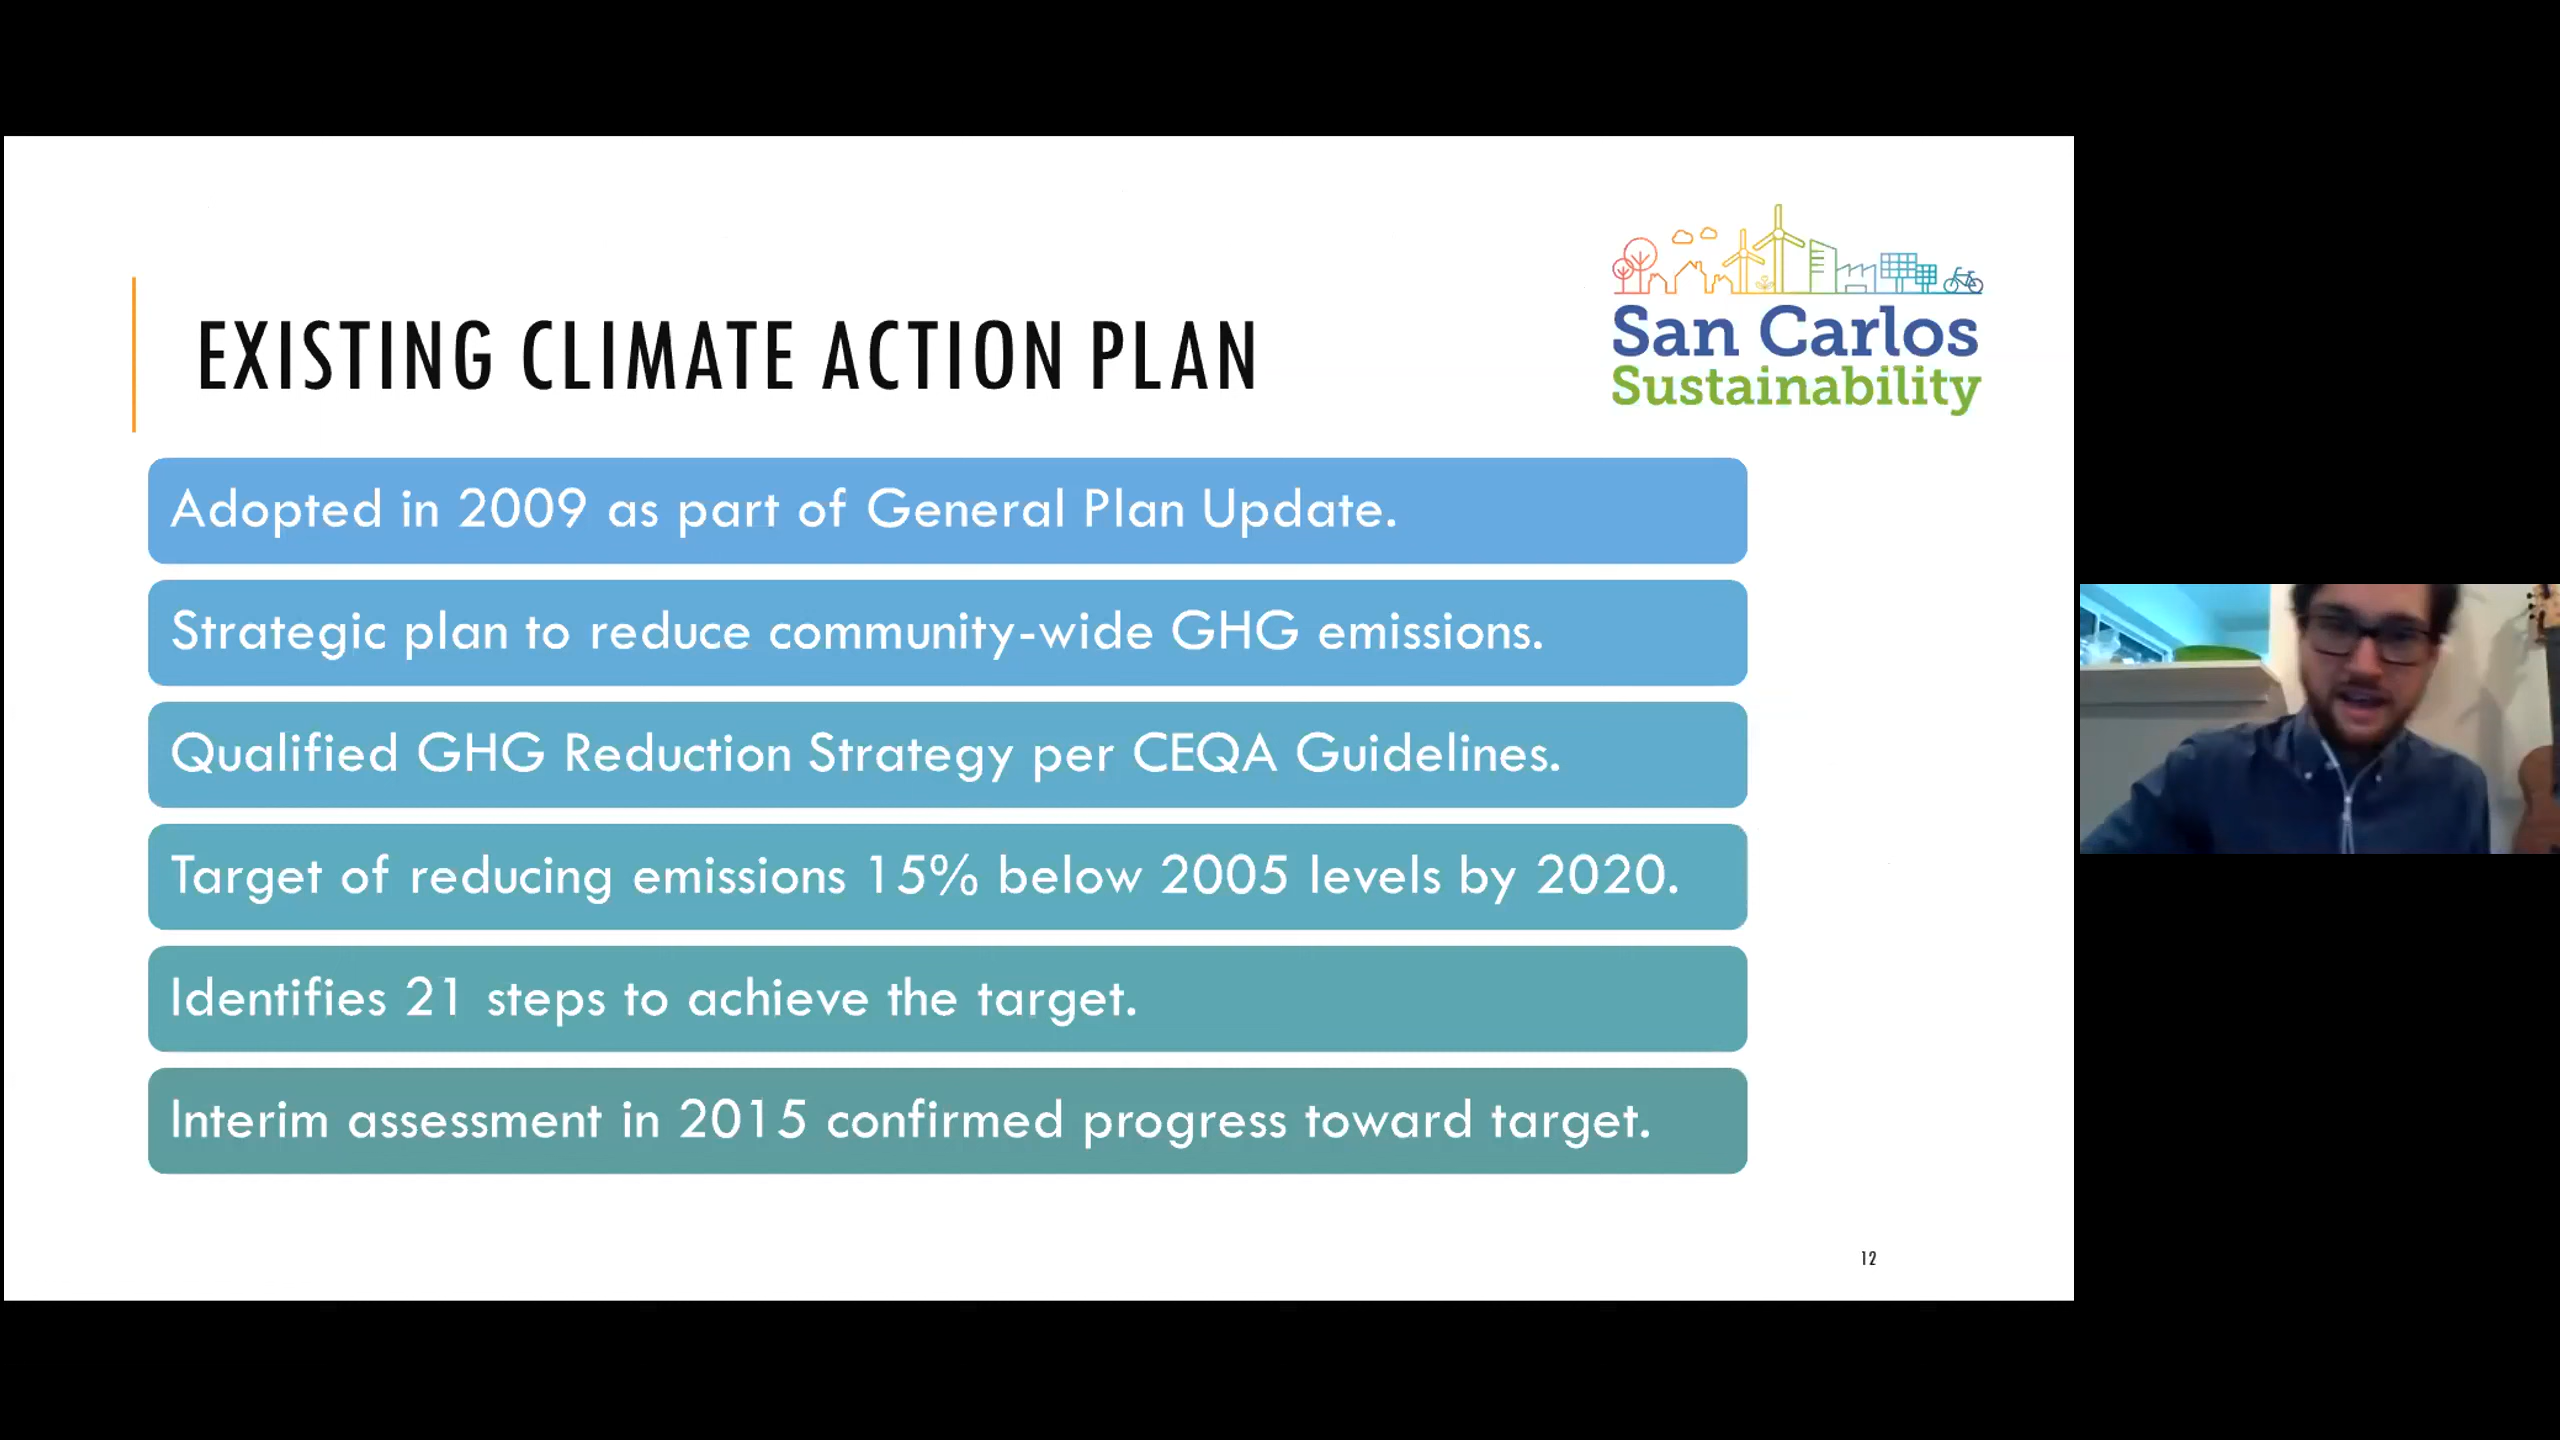 San Carlos
Sustainability
EXISTING CLIMATE ACTION PLAN
Adopted in 2009 as part of General Plan Update.
Strategic plan to reduce community-wide GHG emissions.
Qualified GHG Reduction Strategy per CEQA Guidelines.
Target of reducing emissions 15% below 2005 levels by 2020.
Identifies 21 steps to achieve the target.
Interim assessment in 2015 confirmed progress toward target.
12